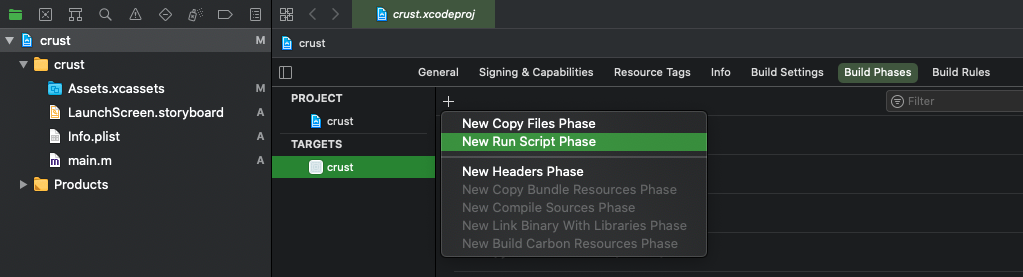 crust.xcodeproj
crust M
crust
crust
Assets.xcassets
LaunchScreen.storyboard A
Info.plist A
main.m A
Products
General Signing & Capabilities Resource Tags Info Build Settings Build Phases Build Rules
PROJECT
crust
TARGETS
crust
Filter
New Copy Files Phase
New Run Script Phase
New Headers Phase
New Copy Bundle Resources Phase
New Compile Sources Phase
New Link Binary With Libraries Phase
New Build Carbon Resources Phase